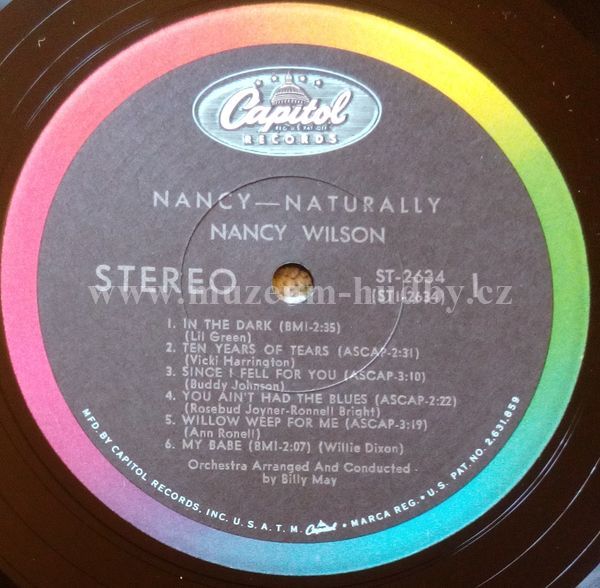 Capitol
REG. U.S. PAT. OFF.
RECORDS
NANCY—NATURALLY
NANCY WILSON
STEREO
ST-2634
(ST1-2634)
1
www.muzeum-hudby.cz
1. IN THE DARK (BMI-2:35)
(Lil Green)
2. TEN YEARS OF TEARS (ASCAP-2:31)
(Vicki Harrington)
3. SINCE I FELL FOR YOU (ASCAP-3:10)
(Buddy Johnson)
4. YOU AIN'T HAD THE BLUES (ASCAP-2:22)
(Rosebud Joyner-Ronnell Bright)
5. WILLOW WEEP FOR ME (ASCAP-3:19)
(Ann Ronell)
6. MY BABE (BMI-2:07) (Willie Dixon)
Orchestra Arranged And Conducted -
by Billy May
MFD. BY CAPITOL RECORDS, INC. U.S.A. T.M. Capitol • MARCA REG. • U.S. PAT. NO. 2,631,859